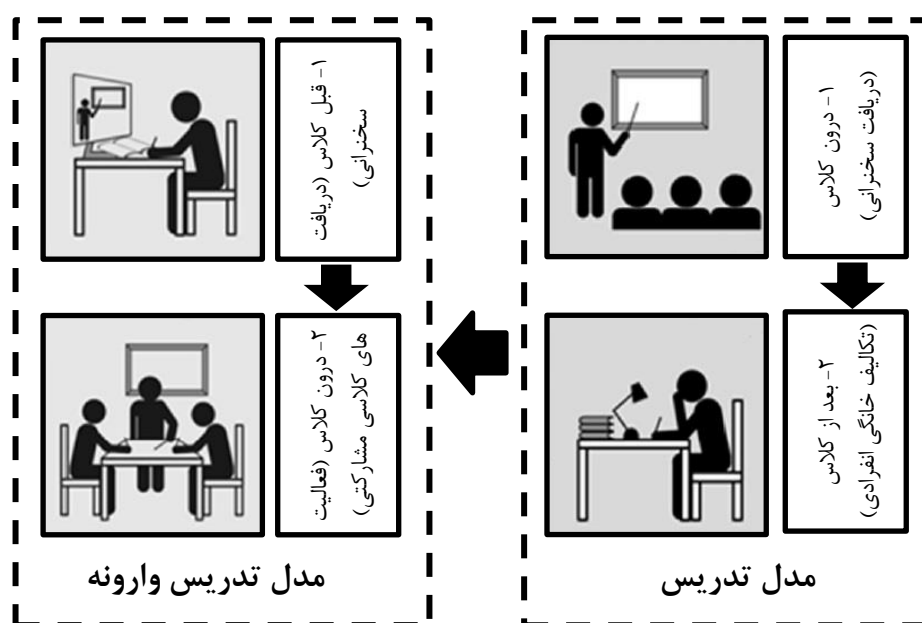 ۱- درون کلاس
(دریافت سخنرانی)
۲- بعد از کلاس
(تکالیف خانگی انفرادی)
مدل تدریس
۱- قبل کلاس (دریافت
سخنرانی)
۲- درون کلاس (فعالیت
های کلاسی مشارکتی)
مدل تدریس وارونه